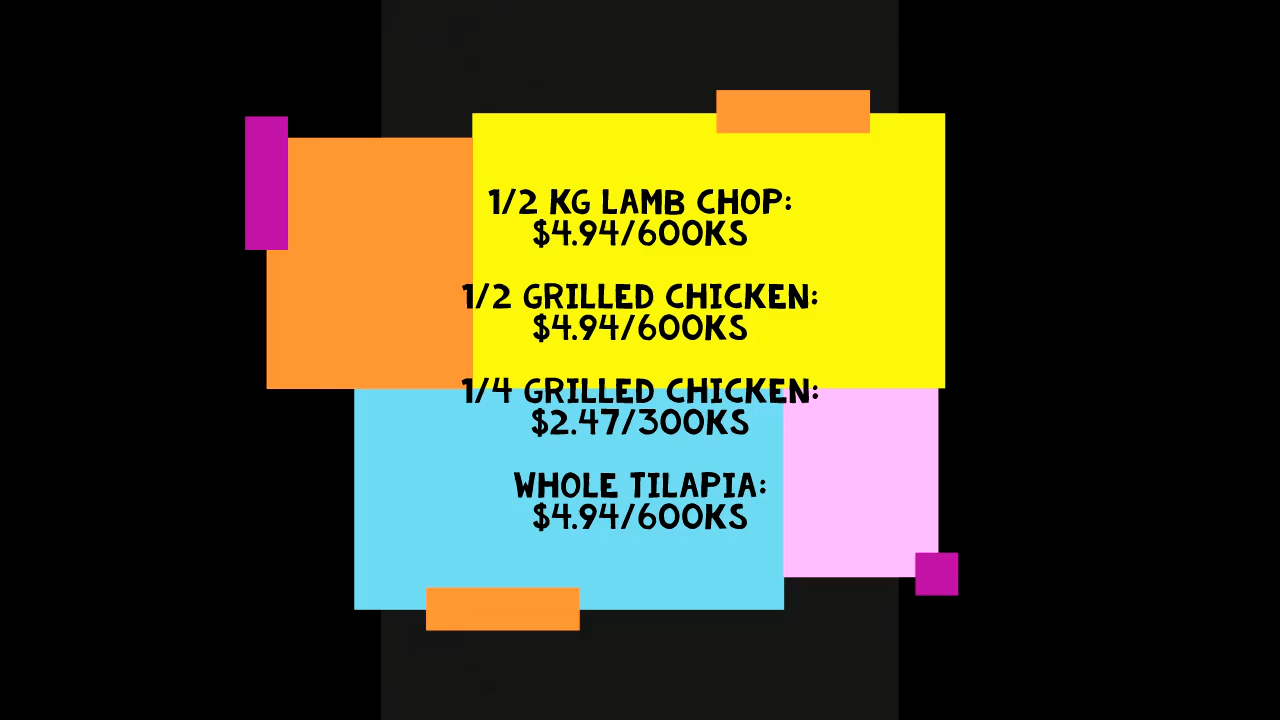 1/2 KG LAMB CHOP:
$4.94/600KS
1/2 GRILLED CHICKEN:
$4.94/600KS
1/4 GRILLED CHICKEN:
$2.47/300KS
WHOLE TILAPIA:
$4.94/600KS